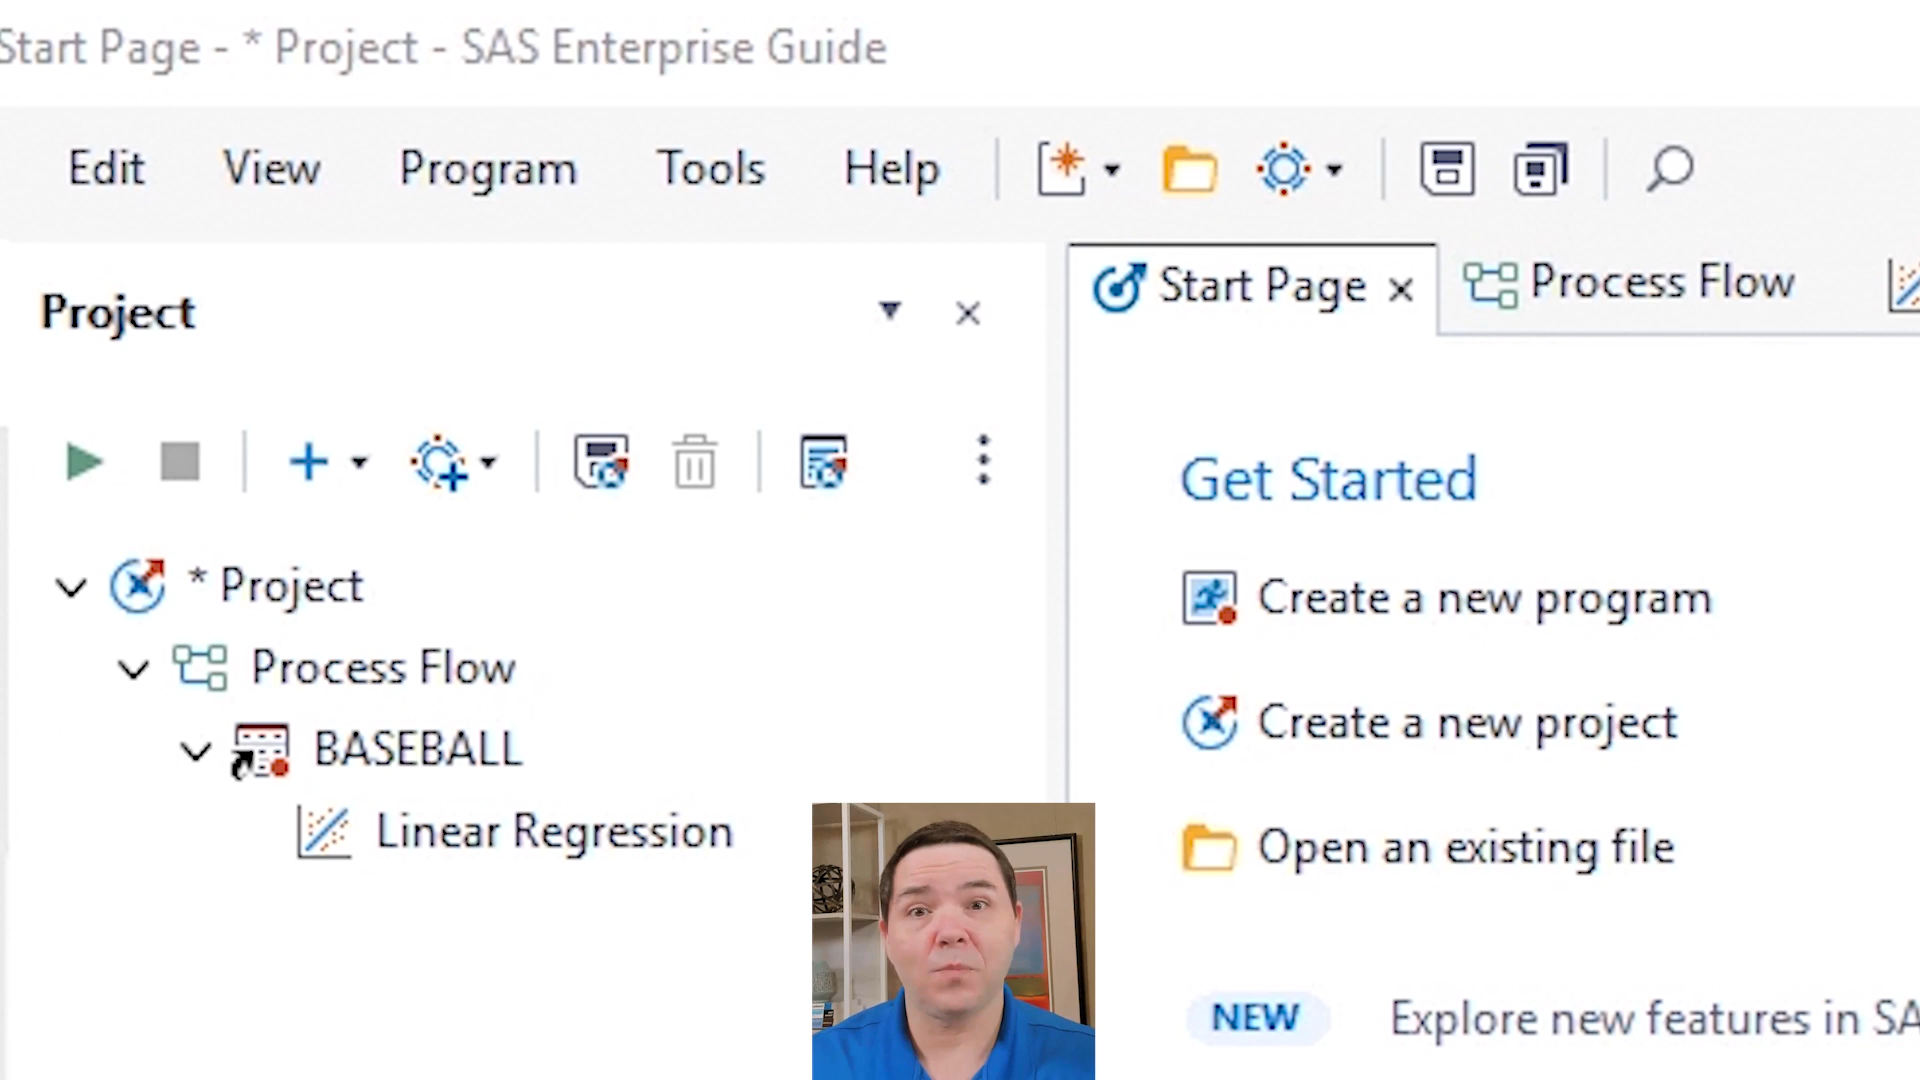 Start Page - * Project - SAS Enterprise Guide
Edit View Program Tools Help
Project
Start Page
Process Flow
* Project
Process Flow
BASEBALL
Linear Regression
Get Started
Create a new program
Create a new project
Open an existing file
NEW Explore new features in SA